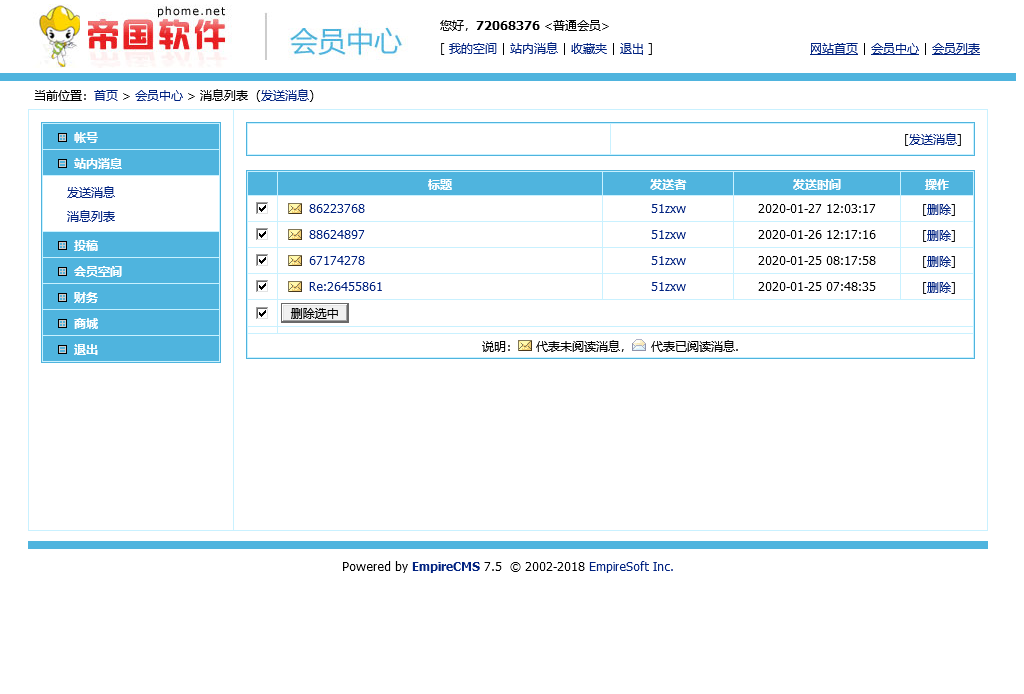 phome.net
帝国软件
会员中心
您好，72068376 <普通会员>
[ 我的空间 | 站内消息 | 收藏夹 | 退出 ]
网站首页 | 会员中心 | 会员列表
当前位置：首页 > 会员中心 > 消息列表 (发送消息)
帐号
站内消息
发送消息
消息列表
投稿
会员空间
财务
商城
退出
[发送消息]
标题 发送者 发送时间 操作
86223768 51zxw 2020-01-27 12:03:17 [删除]
88624897 51zxw 2020-01-26 12:17:16 [删除]
67174278 51zxw 2020-01-25 08:17:58 [删除]
Re:26455861 51zxw 2020-01-25 07:48:35 [删除]
删除选中
说明： 代表未阅读消息， 代表已阅读消息.
Powered by EmpireCMS 7.5 © 2002-2018 EmpireSoft Inc.